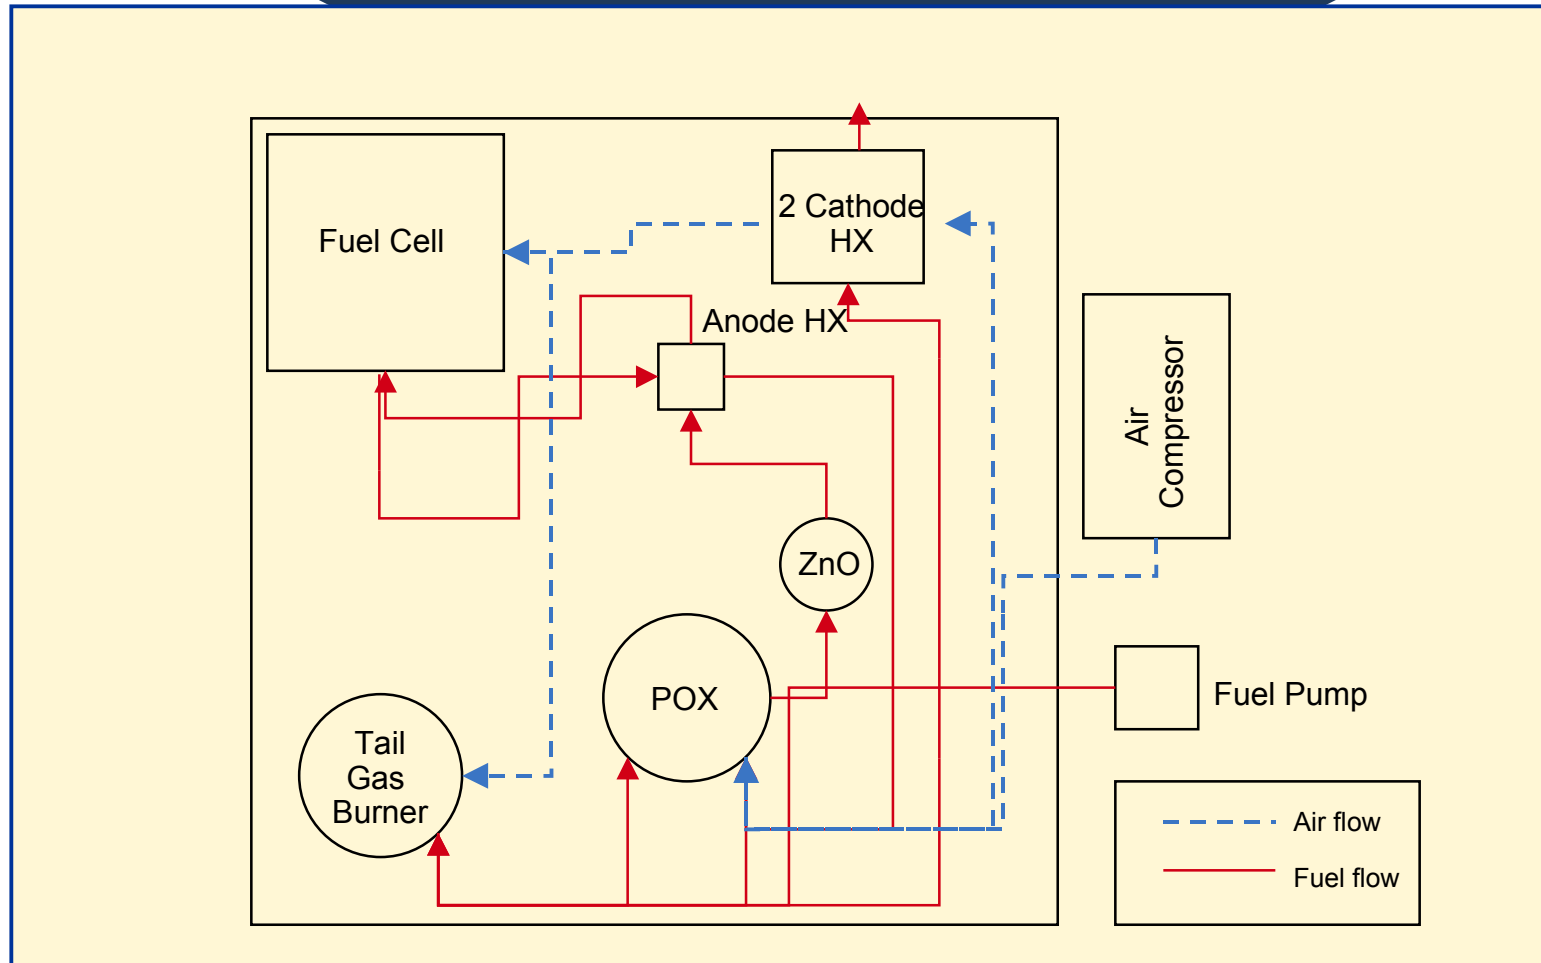 2 Cathode
HX
Fuel Cell
Anode HX
Air
Compressor
ZnO
POX
Fuel Pump
Tail
Gas
Burner
Air flow
Fuel flow